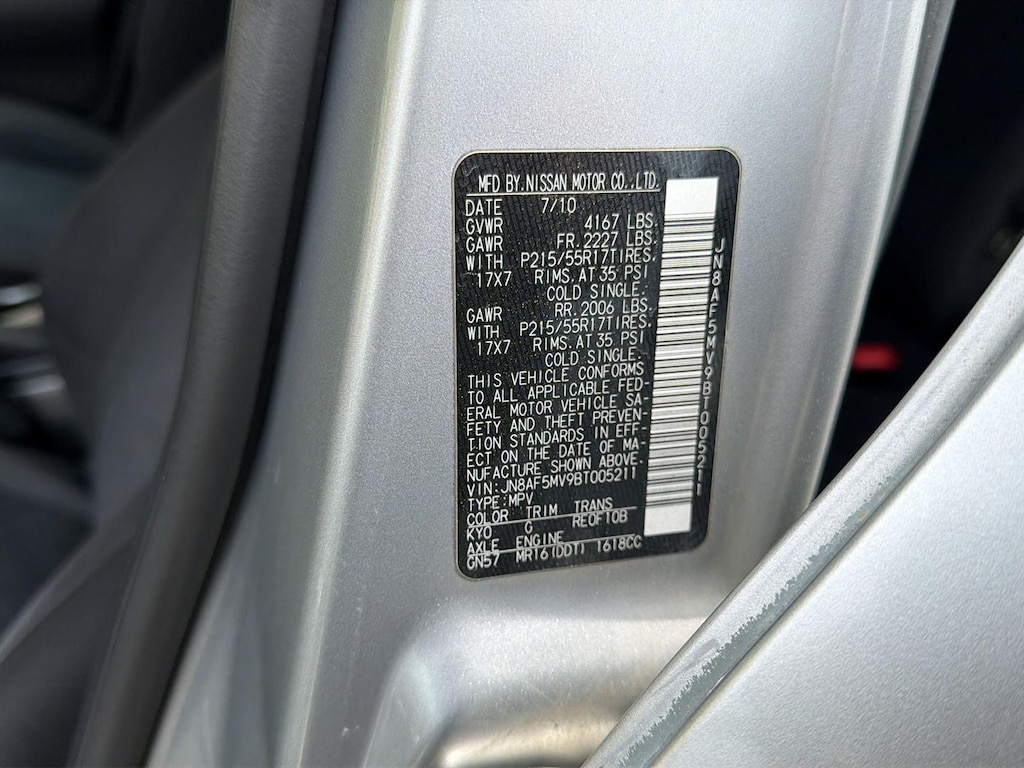 MFD BY.NISSAN MOTOR CO.,LTD.
DATE 7/10
GVWR 4167 LBS.
GAWR FR.2227 LBS.
WITH P215/55R17TIRES.
17X7 RIMS.AT 35 PSI
COLD SINGLE.
GAWR RR.2006 LBS.
WITH P215/55R17TIRES.
17X7 RIMS.AT 35 PSI
COLD SINGLE.
THIS VEHICLE CONFORMS
TO ALL APPLICABLE FED-
ERAL MOTOR VEHICLE SA-
FETY AND THEFT PREVEN-
TION STANDARDS IN EFF-
ECT ON THE DATE OF MA-
NUFACTURE SHOWN ABOVE.
VIN:JN8AF5MV9BT005211
TYPE:MPV
COLOR TRIM TRANS
KY0 G RE0F10B
AXLE ENGINE
GN57 MR16(DDT) 1618CC
JN8AF5MV9BT005211